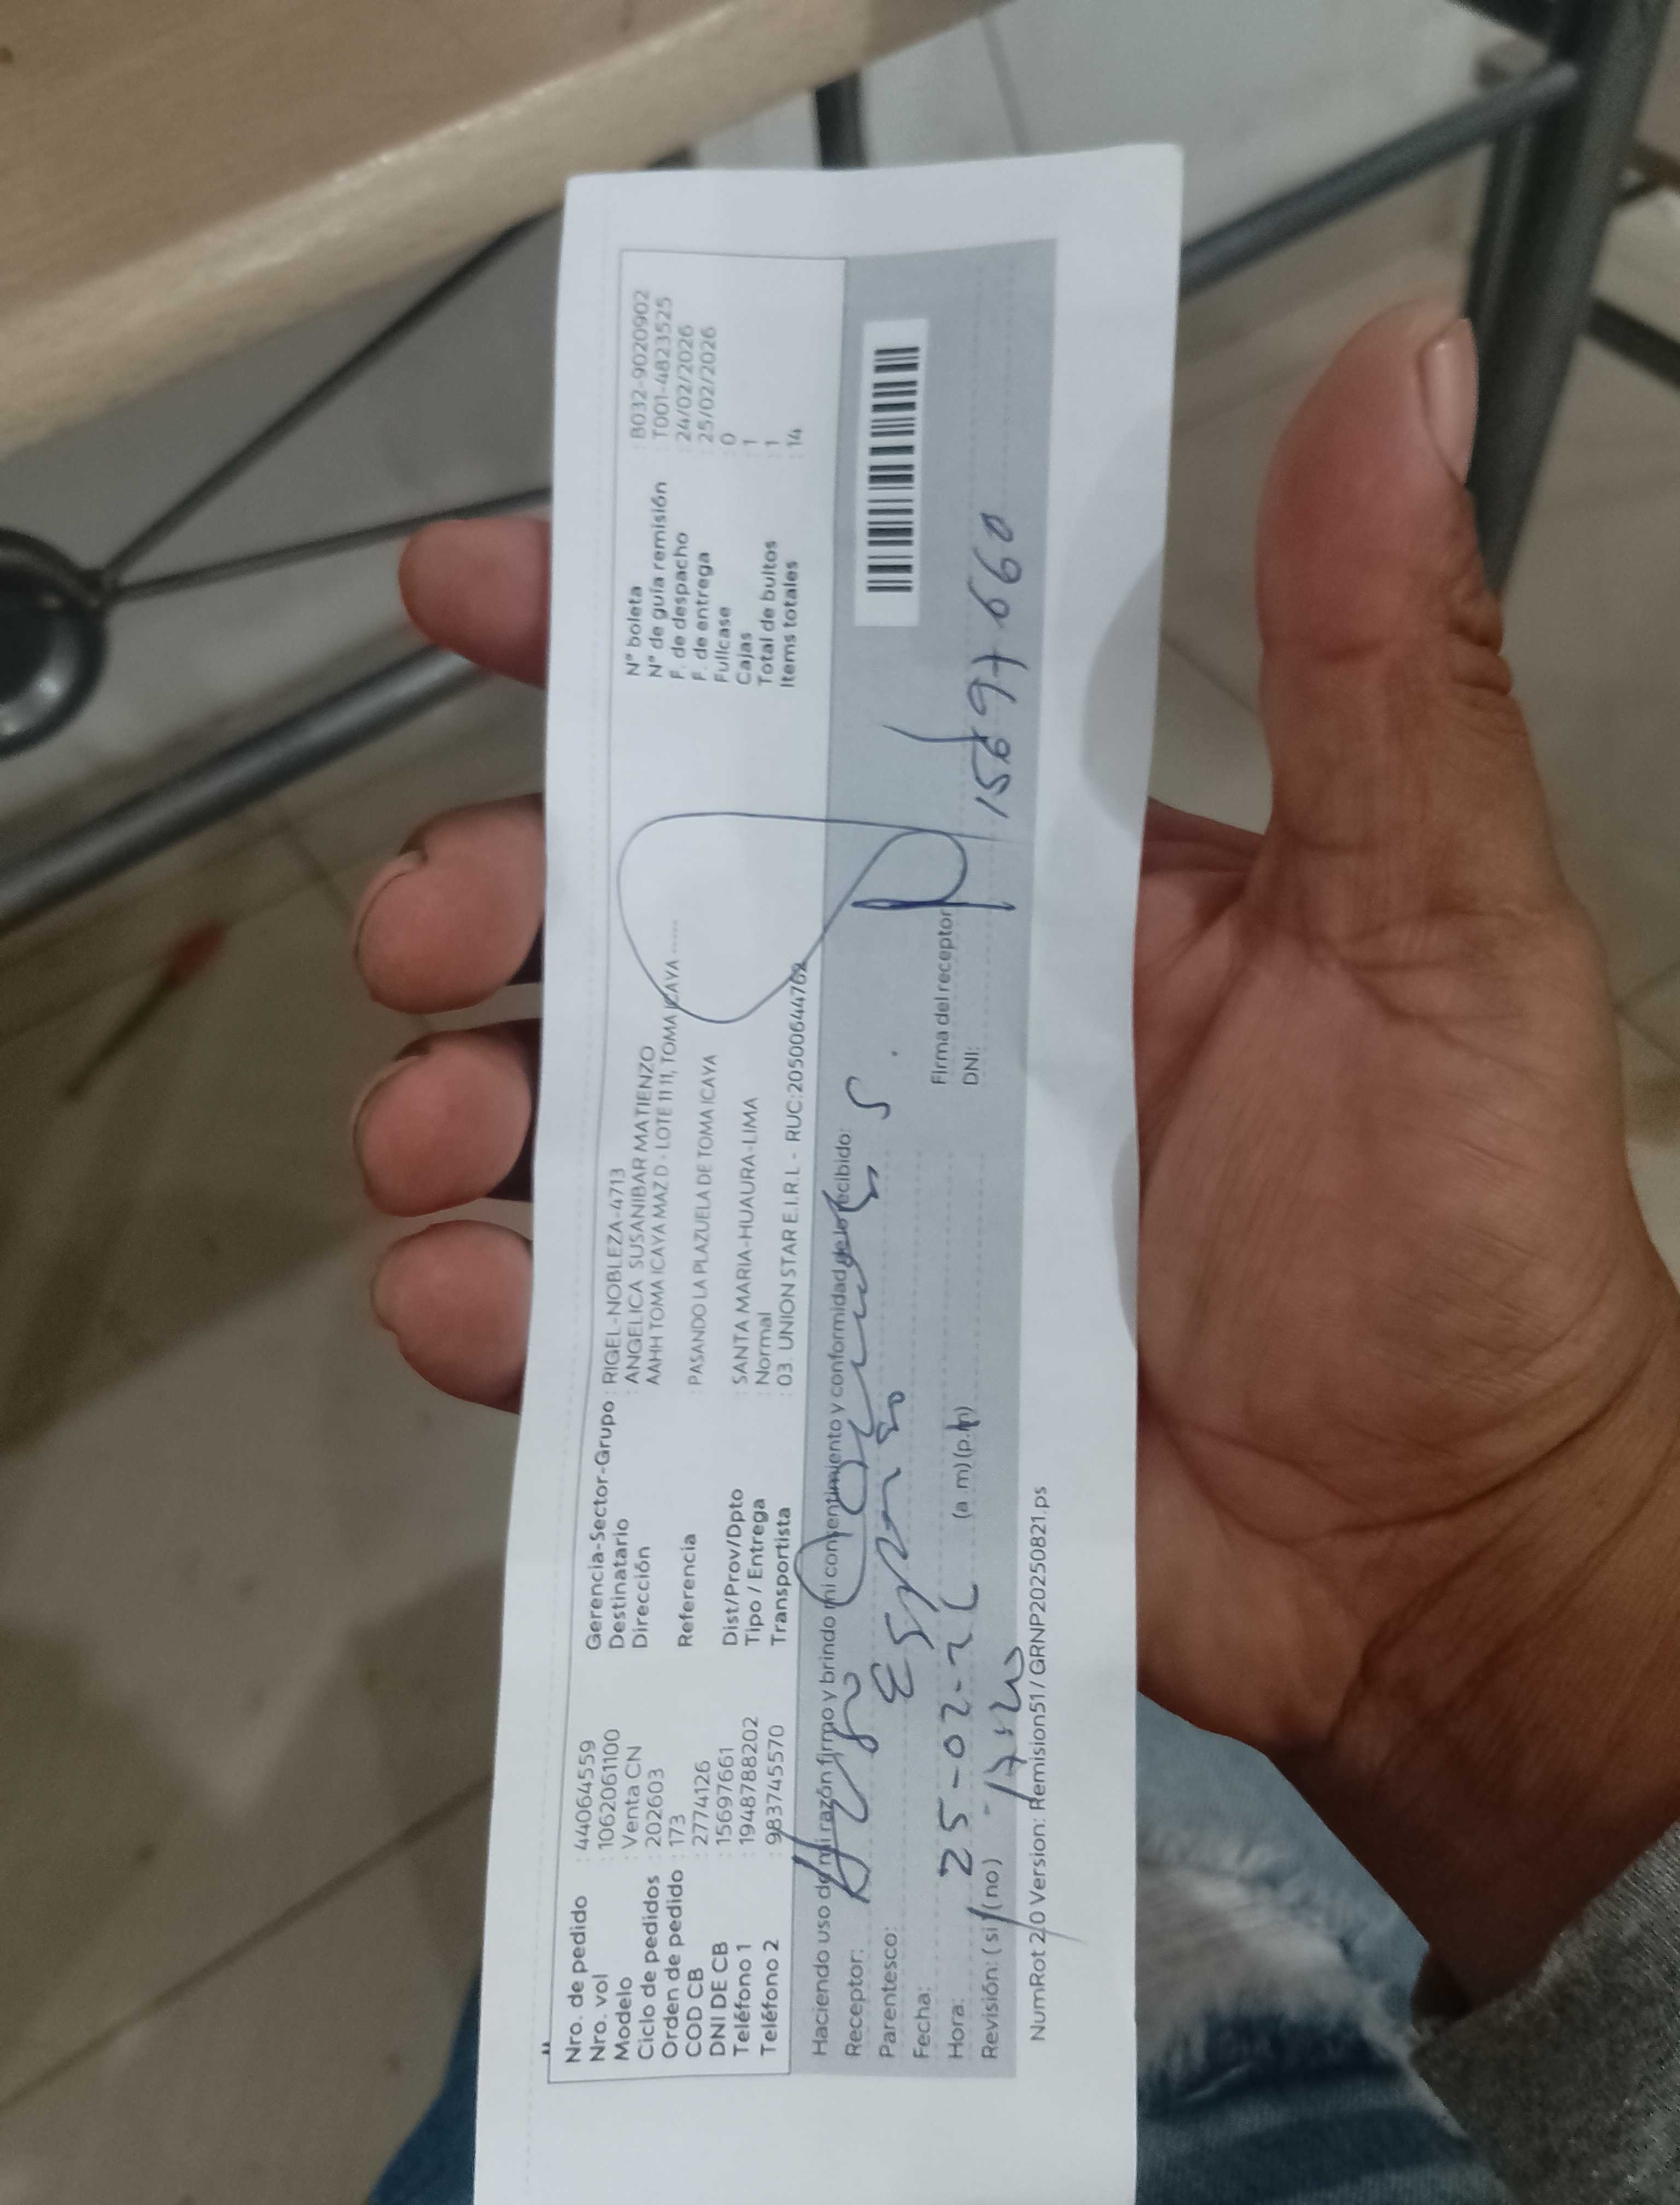 Nro. de pedido : 44064559
Nro. vol : 1062061100
Modelo : Venta CN
Ciclo de pedidos : 202603
Orden de pedido : 173
COD CB : 2774126
DNI DE CB : 15697661
Teléfono 1 : 1948788202
Teléfono 2 : 983745570
Gerencia-Sector-Grupo : RIGEL-NOBLEZA-4713
Destinatario : ANGELICA SUSANIBAR MATIENZO
Dirección AAHH TOMA ICAYA MAZ D - LOTE 11 11, TOMA ICAYA -----
Referencia : PASANDO LA PLAZUELA DE TOMA ICAYA
Dist/Prov/Dpto : SANTA MARIA-HUAURA-LIMA
Tipo / Entrega : Normal
Transportista : 03. UNION STAR E.I.R.L - RUC:20500644762
N° boleta : B032-9020902
N° de guía remisión : T001-4823525
F. de despacho : 24/02/2026
F. de entrega : 25/02/2026
Fullcase : 0
Cajas : 1
Total de bultos : 1
Items totales : 14
Haciendo uso de mi razón firmo y brindo mi consentimiento y conformidad de lo recibido:
Receptor:
Parentesco: Esposo
Fecha: 25-02-26
Hora: (a m) (p.m)
Revisión: (si) (no)
Firma del receptor
DNI: 15697660
NumRot 2.0 Version: Remision51 / GRNP20250821.ps